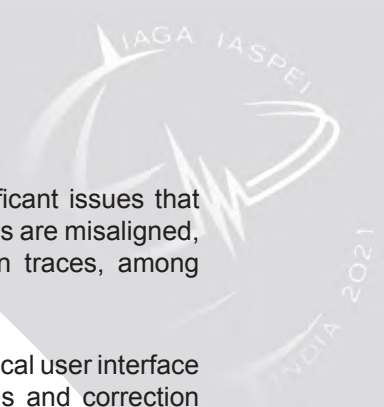 IAGA IASPEI
INDIA 2021
ficant issues that
s are misaligned,
n traces, among
cal user interface
s and correction